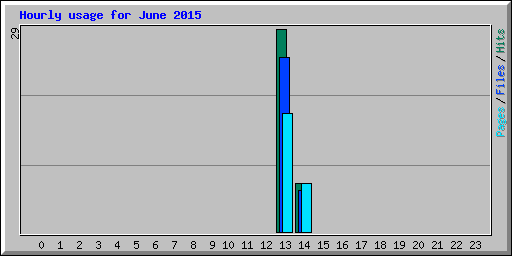 Hourly usage for June 2015
29
Pages/Files/Hits
0 1 2 3 4 5 6 7 8 9 10 11 12 13 14 15 16 17 18 19 20 21 22 23